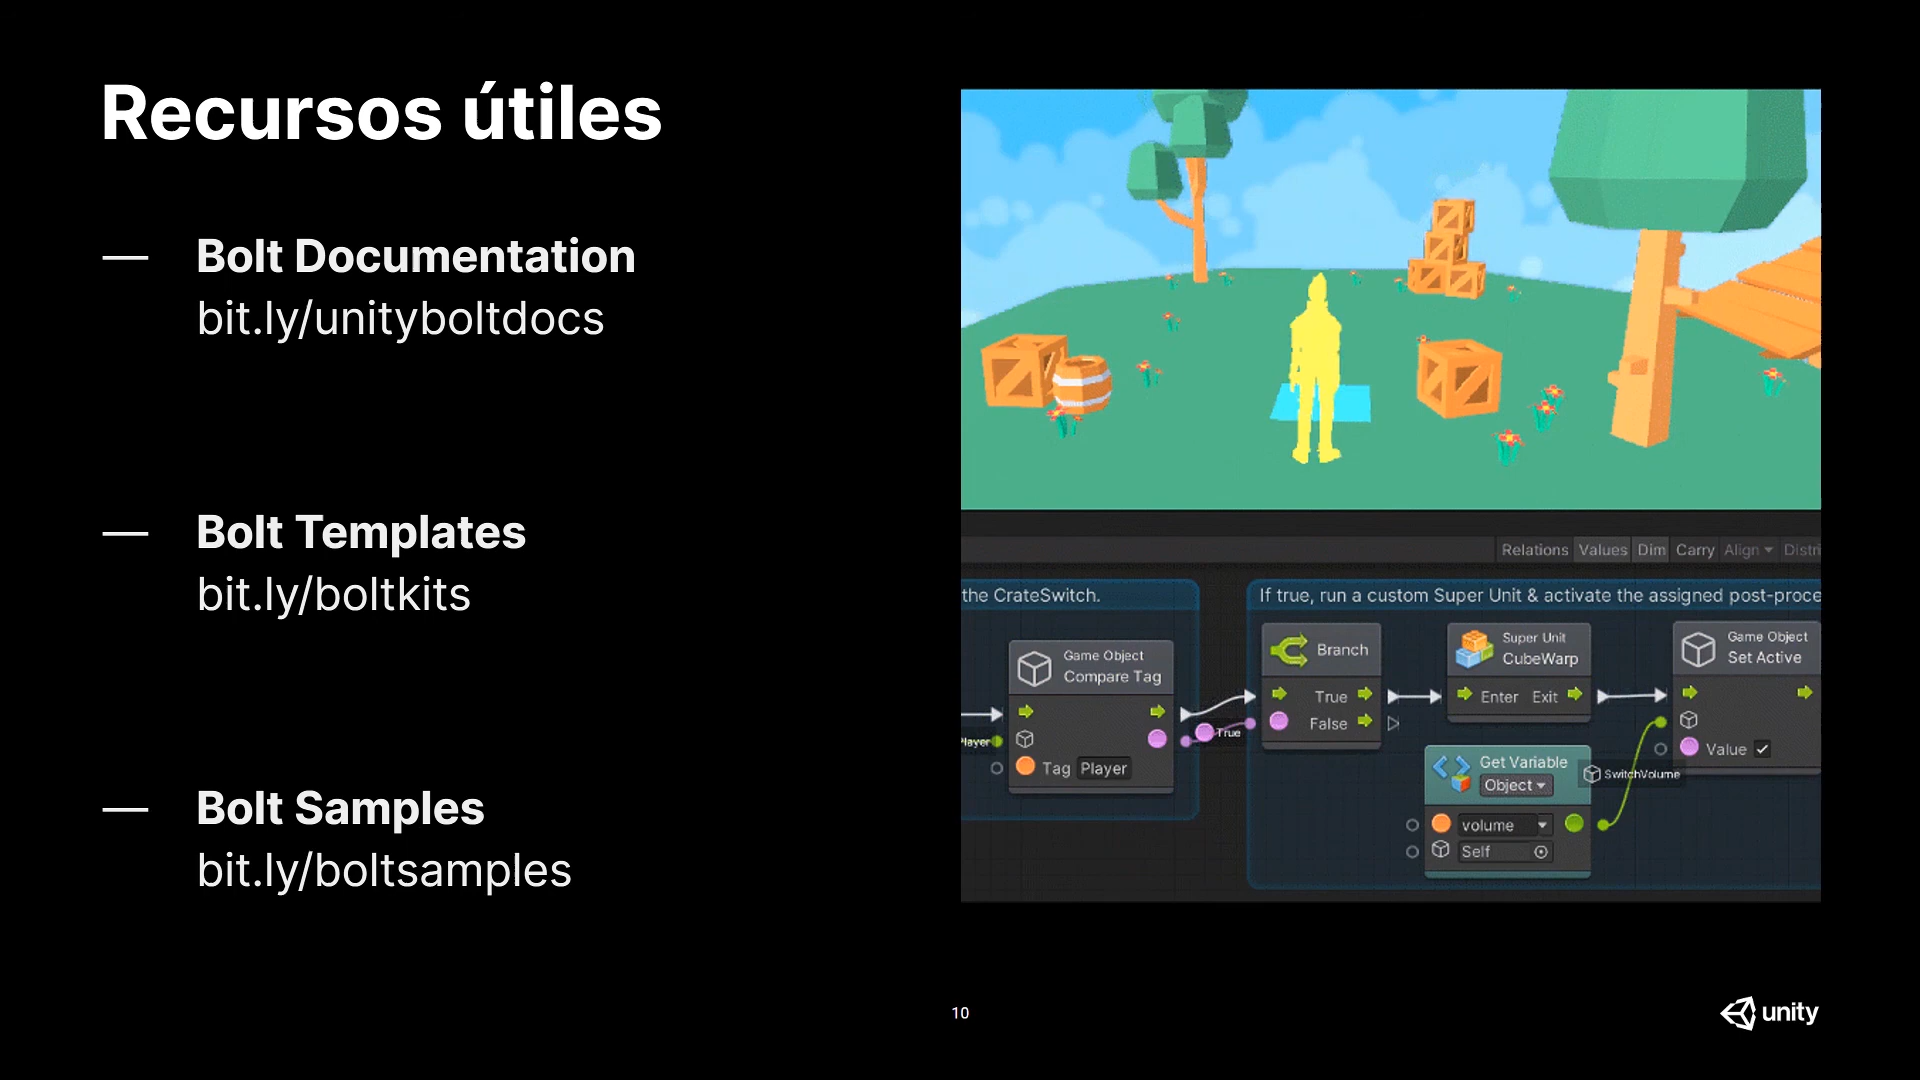 Recursos útiles
— Bolt Documentation
bit.ly/unityboltdocs
— Bolt Templates
bit.ly/boltkits
— Bolt Samples
bit.ly/boltsamples
Relations Values Dim Carry Align Distri
the CrateSwitch.
If true, run a custom Super Unit & activate the assigned post-proce
Game Object
Compare Tag
Player
Tag Player
True
Branch
True
False
Super Unit
CubeWarp
Enter Exit
Game Object
Set Active
Value
Get Variable
Object
SwitchVolume
volume
Self
10
unity